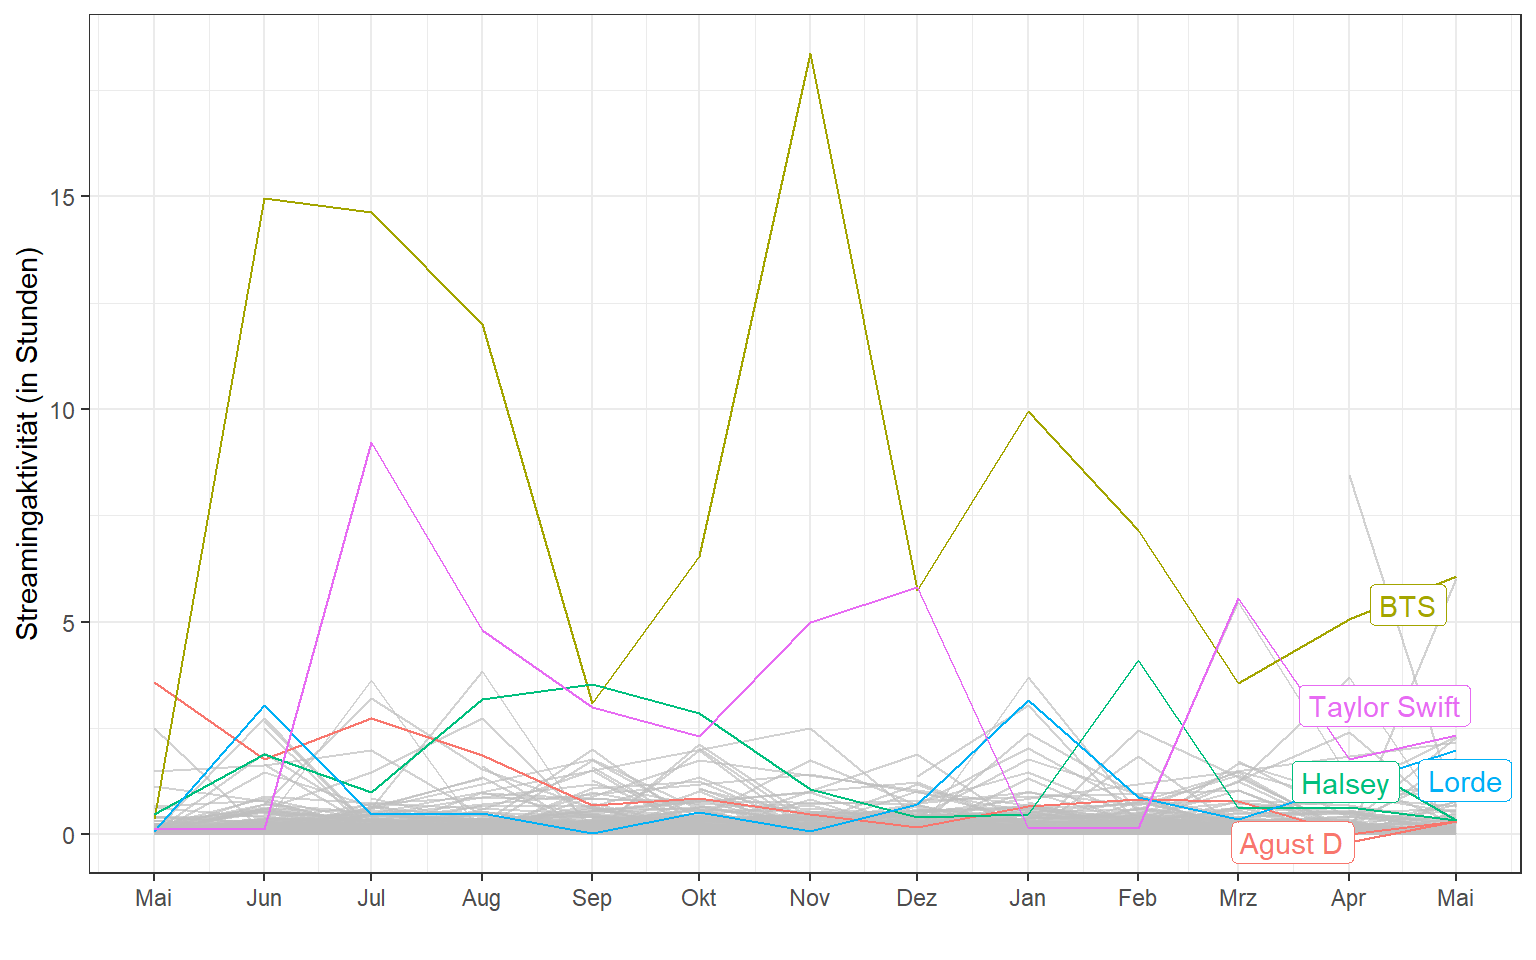 Streamingaktivität (in Stunden)
15
10
5
0
BTS
Taylor Swift
Halsey
Lorde
Agust D
Mai Jun Jul Aug Sep Okt Nov Dez Jan Feb Mrz Apr Mai